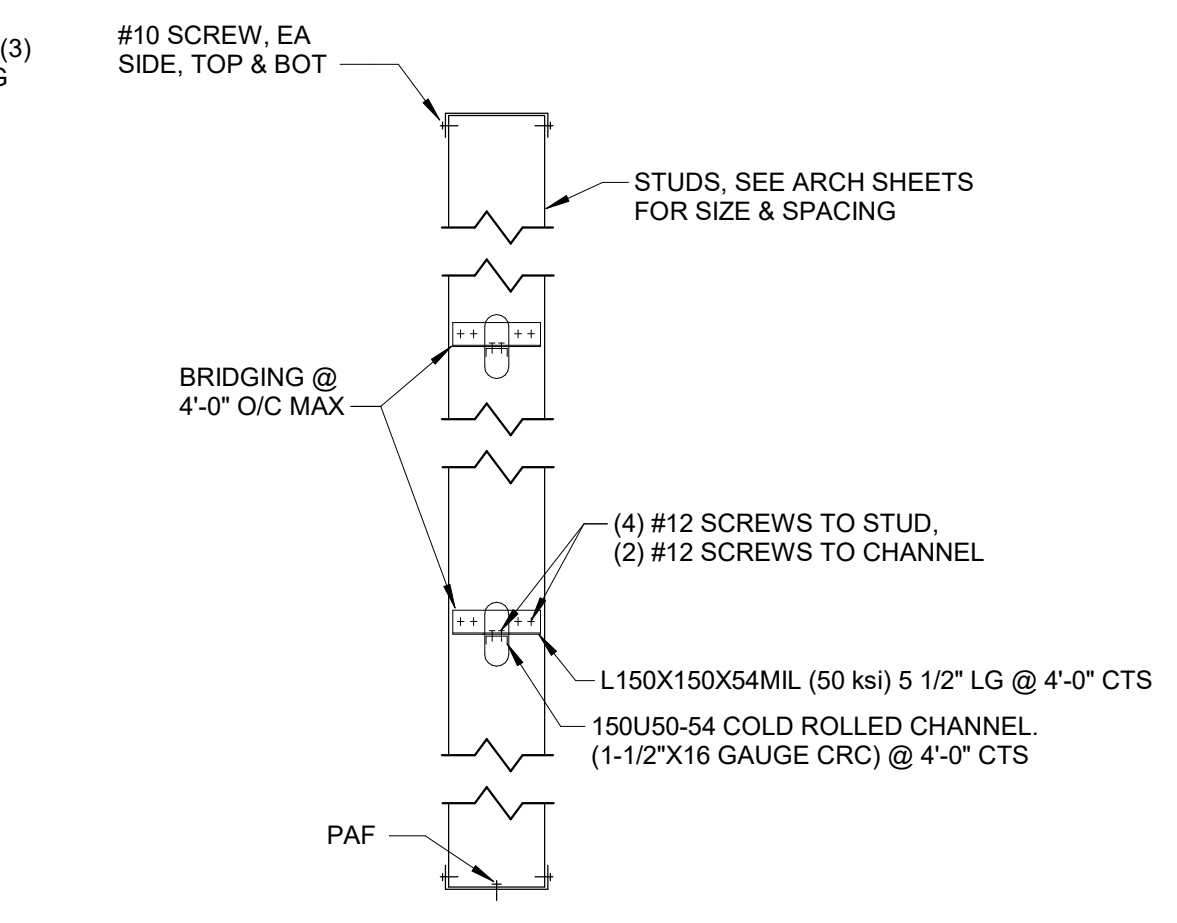 (3)
G
#10 SCREW, EA
SIDE, TOP & BOT
STUDS, SEE ARCH SHEETS
FOR SIZE & SPACING
BRIDGING @
4'-0" O/C MAX
(4) #12 SCREWS TO STUD,
(2) #12 SCREWS TO CHANNEL
L150X150X54MIL (50 ksi) 5 1/2" LG @ 4'-0" CTS
150U50-54 COLD ROLLED CHANNEL.
(1-1/2"X16 GAUGE CRC) @ 4'-0" CTS
PAF